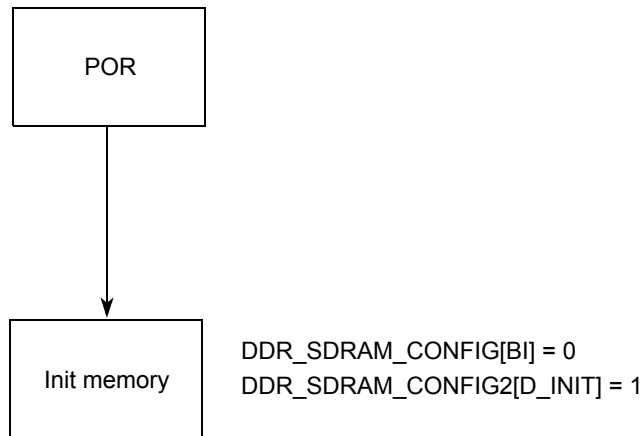 POR
Init memory
DDR_SDRAM_CONFIG[BI] = 0
DDR_SDRAM_CONFIG2[D_INIT] = 1